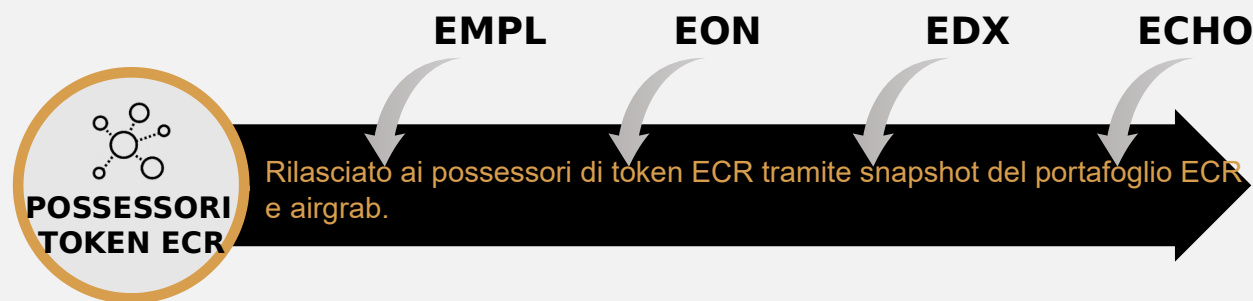 EMPL EON EDX ECHO
Rilasciato ai possessori di token ECR tramite snapshot del portafoglio ECR
e airgrab.
POSSESSORI
TOKEN ECR